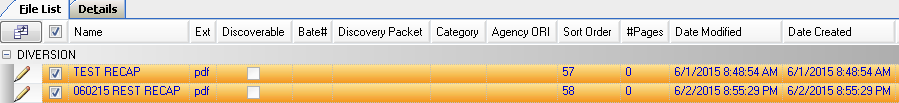 File List Details
Name Ext Discoverable Bate# Discovery Packet Category Agency ORI Sort Order #Pages Date Modified Date Created
DIVERSION
TEST RECAP pdf 57 0 6/1/2015 8:48:54 AM 6/1/2015 8:48:54 AM
060215 REST RECAP pdf 58 0 6/2/2015 8:55:29 PM 6/2/2015 8:55:29 PM